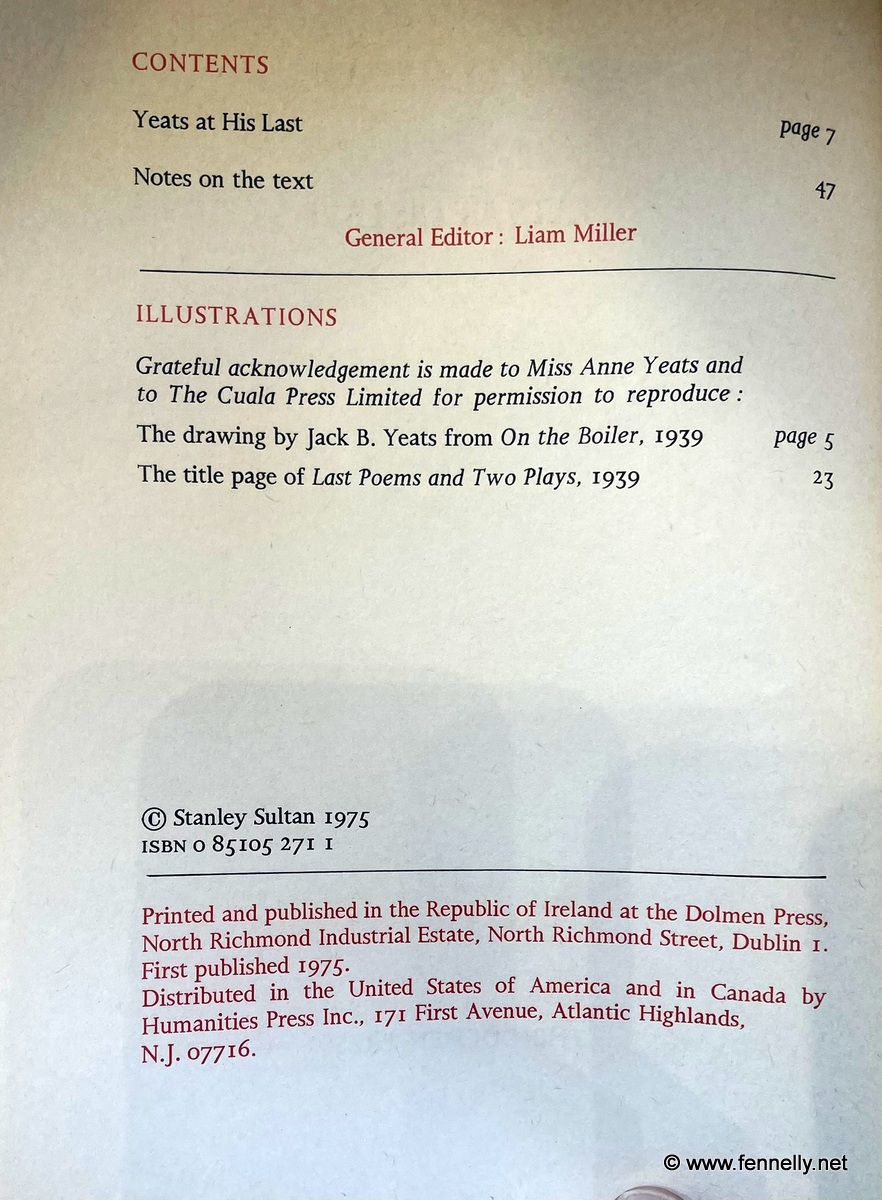 CONTENTS
Yeats at His Last page 7
Notes on the text 47
General Editor : Liam Miller
ILLUSTRATIONS
Grateful acknowledgement is made to Miss Anne Yeats and
to The Cuala Press Limited for permission to reproduce :
The drawing by Jack B. Yeats from On the Boiler, 1939 page 5
The title page of Last Poems and Two Plays, 1939 23
© Stanley Sultan 1975
ISBN 0 85105 271 1
Printed and published in the Republic of Ireland at the Dolmen Press,
North Richmond Industrial Estate, North Richmond Street, Dublin 1.
First published 1975.
Distributed in the United States of America and in Canada by
Humanities Press Inc., 171 First Avenue, Atlantic Highlands,
N.J. 07716.
© www.fennelly.net